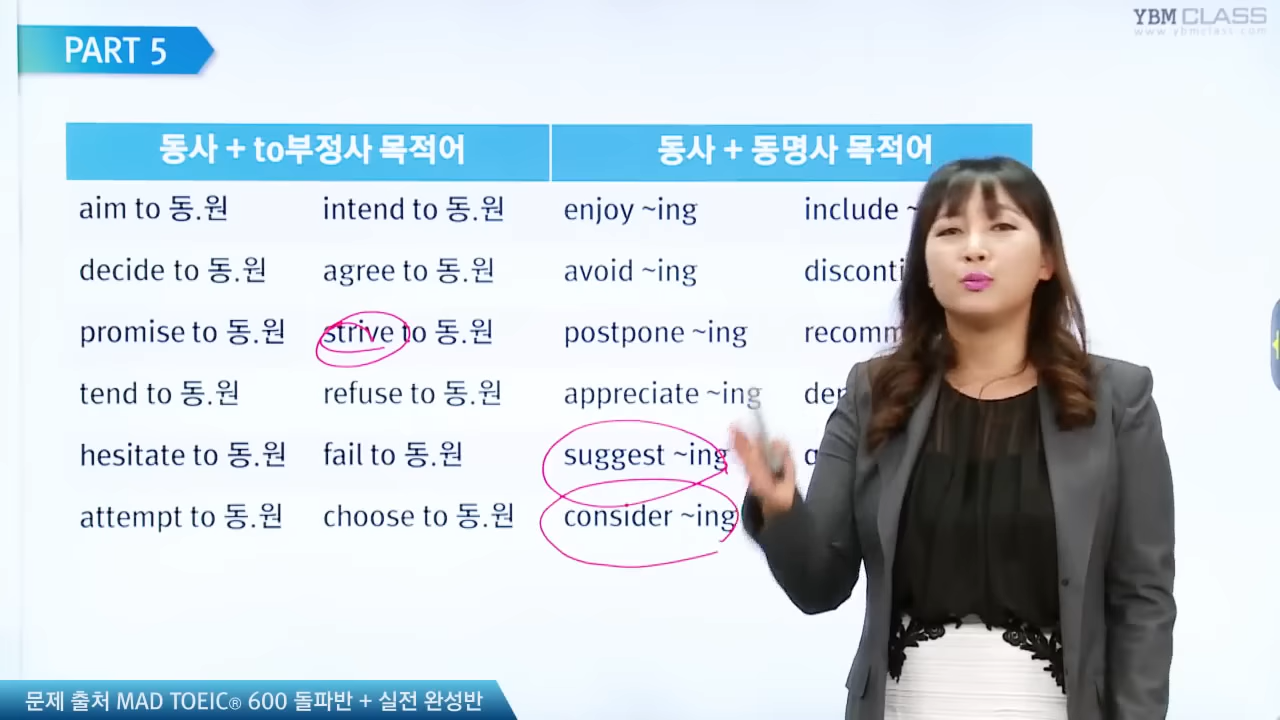 YBM CLASS
www.ybmclass.com
PART 5
동사 + to부정사 목적어 동사 + 동명사 목적어
aim to 동.원 intend to 동.원 enjoy ~ing include ~
decide to 동.원 agree to 동.원 avoid ~ing
promise to 동.원 strive to 동.원 postpone ~ing
tend to 동.원 refuse to 동.원 appreciate ~ing
hesitate to 동.원 fail to 동.원 suggest ~ing
attempt to 동.원 choose to 동.원 consider ~ing
문제 출처 MAD TOEIC® 600 돌파반 + 실전 완성반